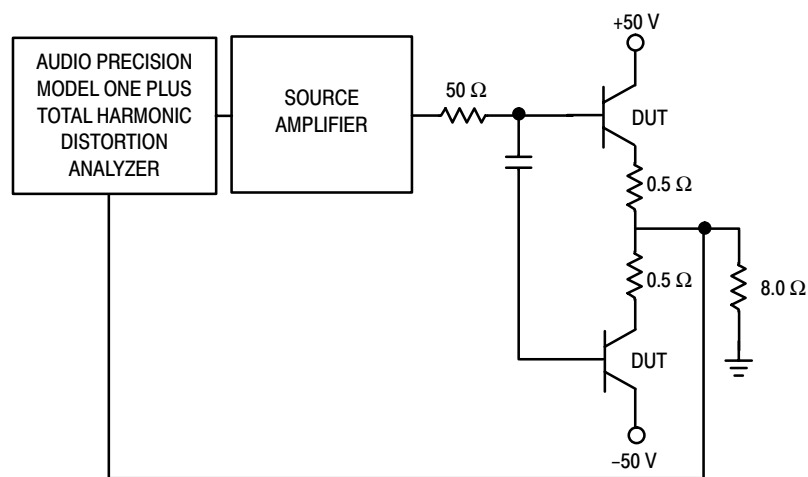 AUDIO PRECISION
MODEL ONE PLUS
TOTAL HARMONIC
DISTORTION
ANALYZER
SOURCE
AMPLIFIER
50 Ω
+50 V
DUT
0.5 Ω
0.5 Ω
8.0 Ω
DUT
−50 V